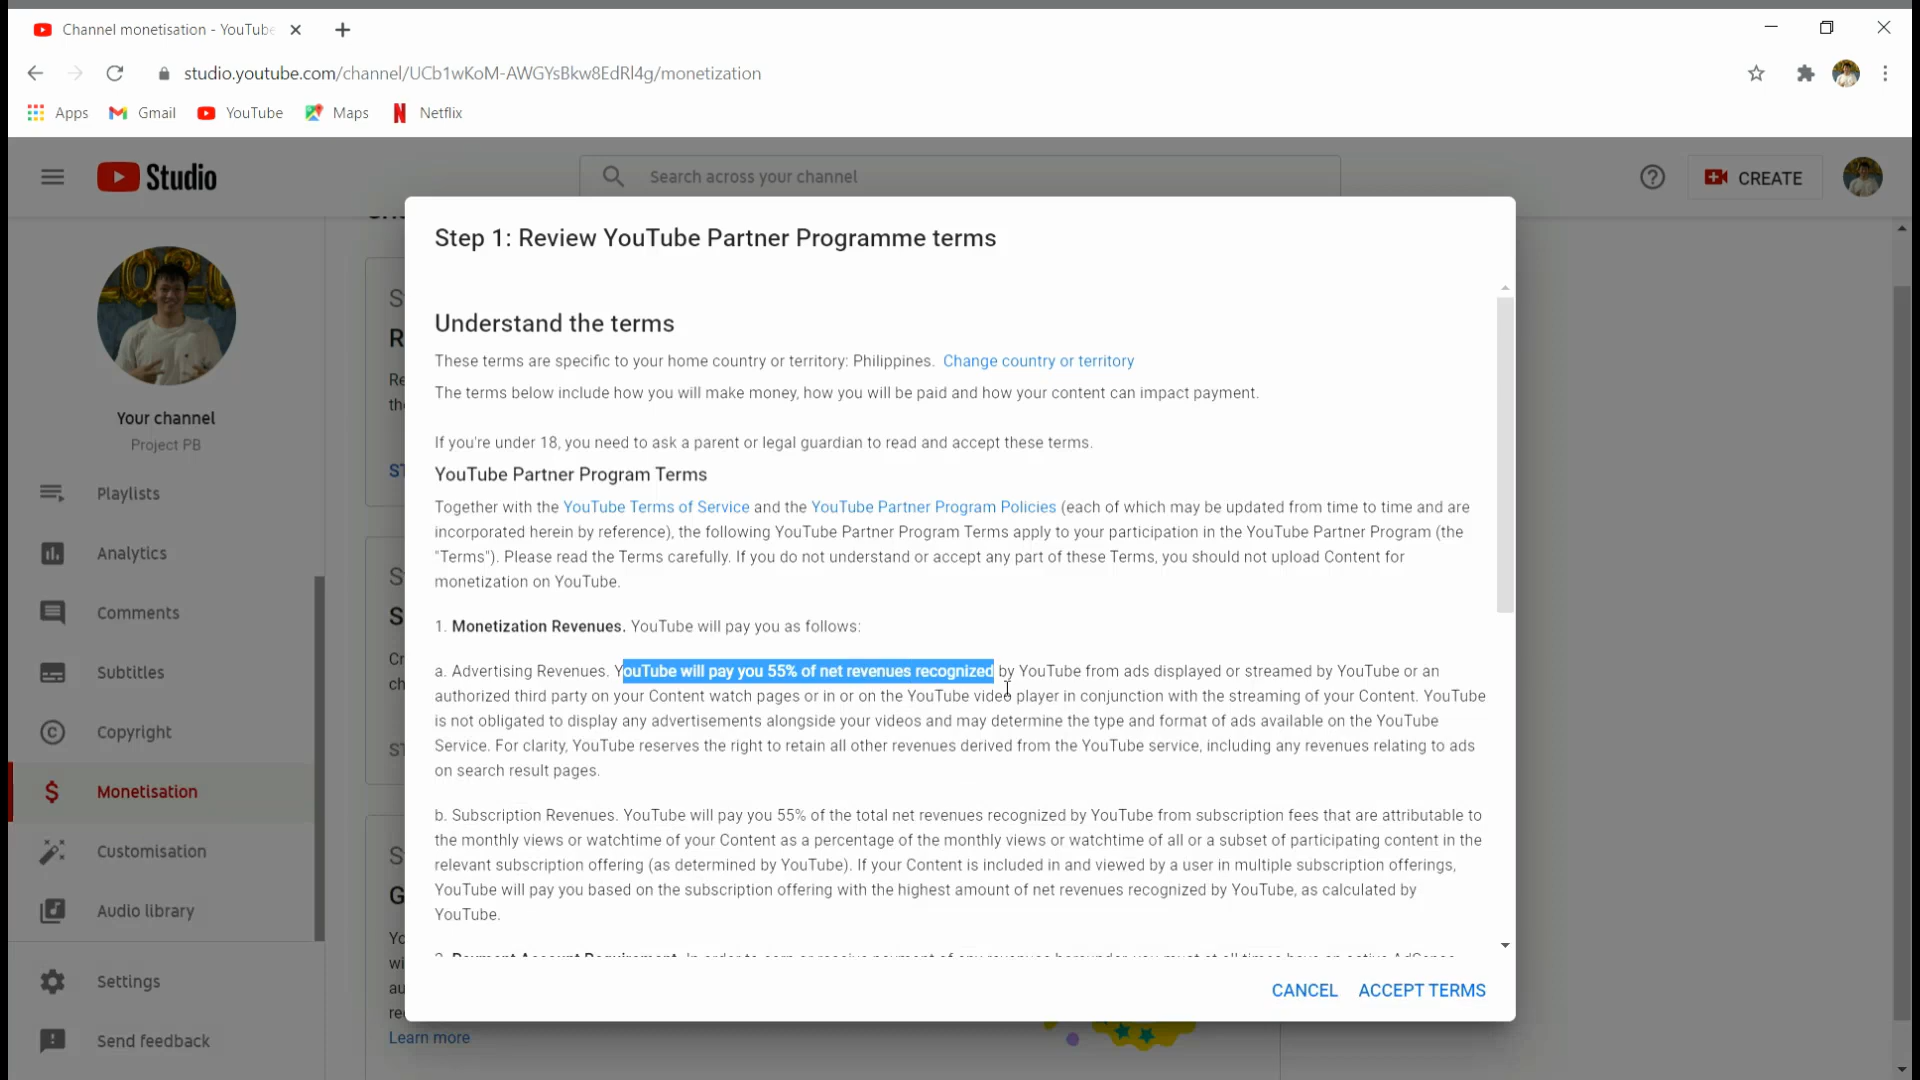 Channel monetisation - YouTube
studio.youtube.com/channel/UCb1wKoM-AWGYsBkw8EdRl4g/monetization
Apps Gmail YouTube Maps Netflix
Studio
Search across your channel
CREATE
Your channel
Project PB
Playlists
Analytics
Comments
Subtitles
Copyright
Monetisation
Customisation
Audio library
Settings
Send feedback
Learn more
Step 1: Review YouTube Partner Programme terms
Understand the terms
These terms are specific to your home country or territory: Philippines. Change country or territory
The terms below include how you will make money, how you will be paid and how your content can impact payment.
If you're under 18, you need to ask a parent or legal guardian to read and accept these terms.
YouTube Partner Program Terms
Together with the YouTube Terms of Service and the YouTube Partner Program Policies (each of which may be updated from time to time and are
incorporated herein by reference), the following YouTube Partner Program Terms apply to your participation in the YouTube Partner Program (the
"Terms"). Please read the Terms carefully. If you do not understand or accept any part of these Terms, you should not upload Content for
monetization on YouTube.
1. Monetization Revenues. YouTube will pay you as follows:
a. Advertising Revenues. YouTube will pay you 55% of net revenues recognized by YouTube from ads displayed or streamed by YouTube or an
authorized third party on your Content watch pages or in or on the YouTube video player in conjunction with the streaming of your Content. YouTube
is not obligated to display any advertisements alongside your videos and may determine the type and format of ads available on the YouTube
Service. For clarity, YouTube reserves the right to retain all other revenues derived from the YouTube service, including any revenues relating to ads
on search result pages.
b. Subscription Revenues. YouTube will pay you 55% of the total net revenues recognized by YouTube from subscription fees that are attributable to
the monthly views or watchtime of your Content as a percentage of the monthly views or watchtime of all or a subset of participating content in the
relevant subscription offering (as determined by YouTube). If your Content is included in and viewed by a user in multiple subscription offerings,
YouTube will pay you based on the subscription offering with the highest amount of net revenues recognized by YouTube, as calculated by
YouTube.
CANCEL ACCEPT TERMS